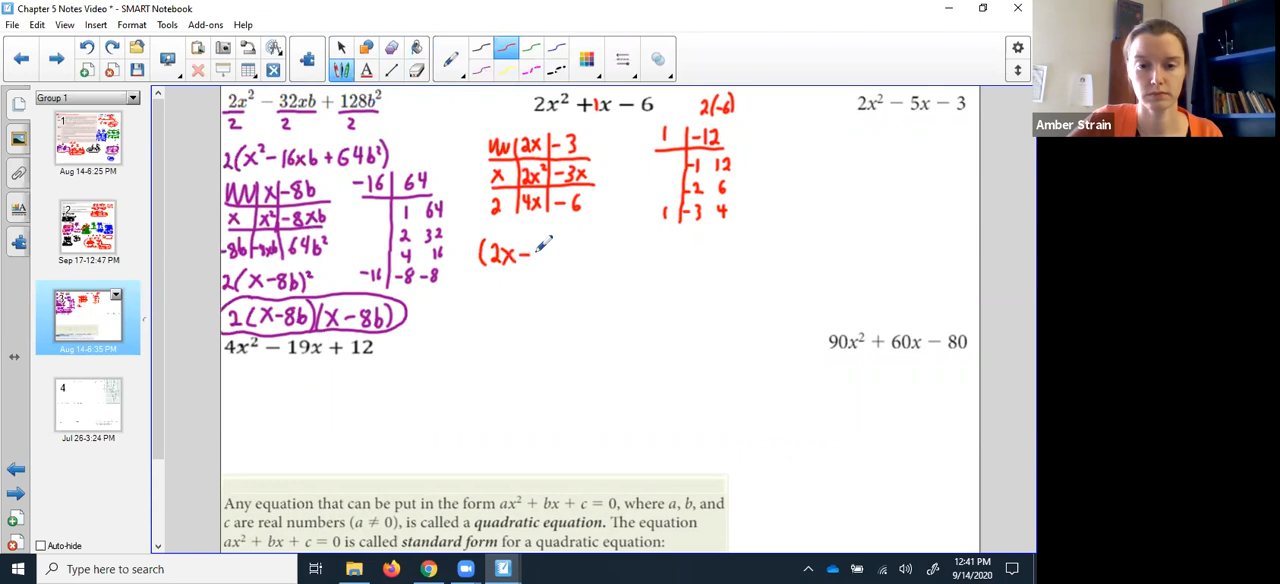 Chapter 5 Notes Video * - SMART Notebook
File Edit View Insert Format Tools Add-ons Help
Group 1
1
Aug 14-6:25 PM
2
Sep 17-12:47 PM
Aug 14-6:35 PM
4
Jul 26-3:24 PM
Auto-hide
2x² − 32xb + 128b²
2 2 2
2(x² - 16xb + 64b²)
x -8b
x x² -8xb
-8b -8xb 64b²
-16 64
1 64
2 32
4 16
-16 -8 -8
2(x-8b)²
2(x-8b)(x-8b)
4x² − 19x + 12
2x² + 1x − 6
2x -3
x 2x² -3x
2 4x -6
(2x-
2(-6)
1 -12
-1 12
-2 6
1 -3 4
2x² − 5x − 3
90x² + 60x − 80
Any equation that can be put in the form ax² + bx + c = 0, where a, b, and
c are real numbers (a ≠ 0), is called a quadratic equation. The equation
ax² + bx + c = 0 is called standard form for a quadratic equation:
Amber Strain
Type here to search
12:41 PM
9/14/2020